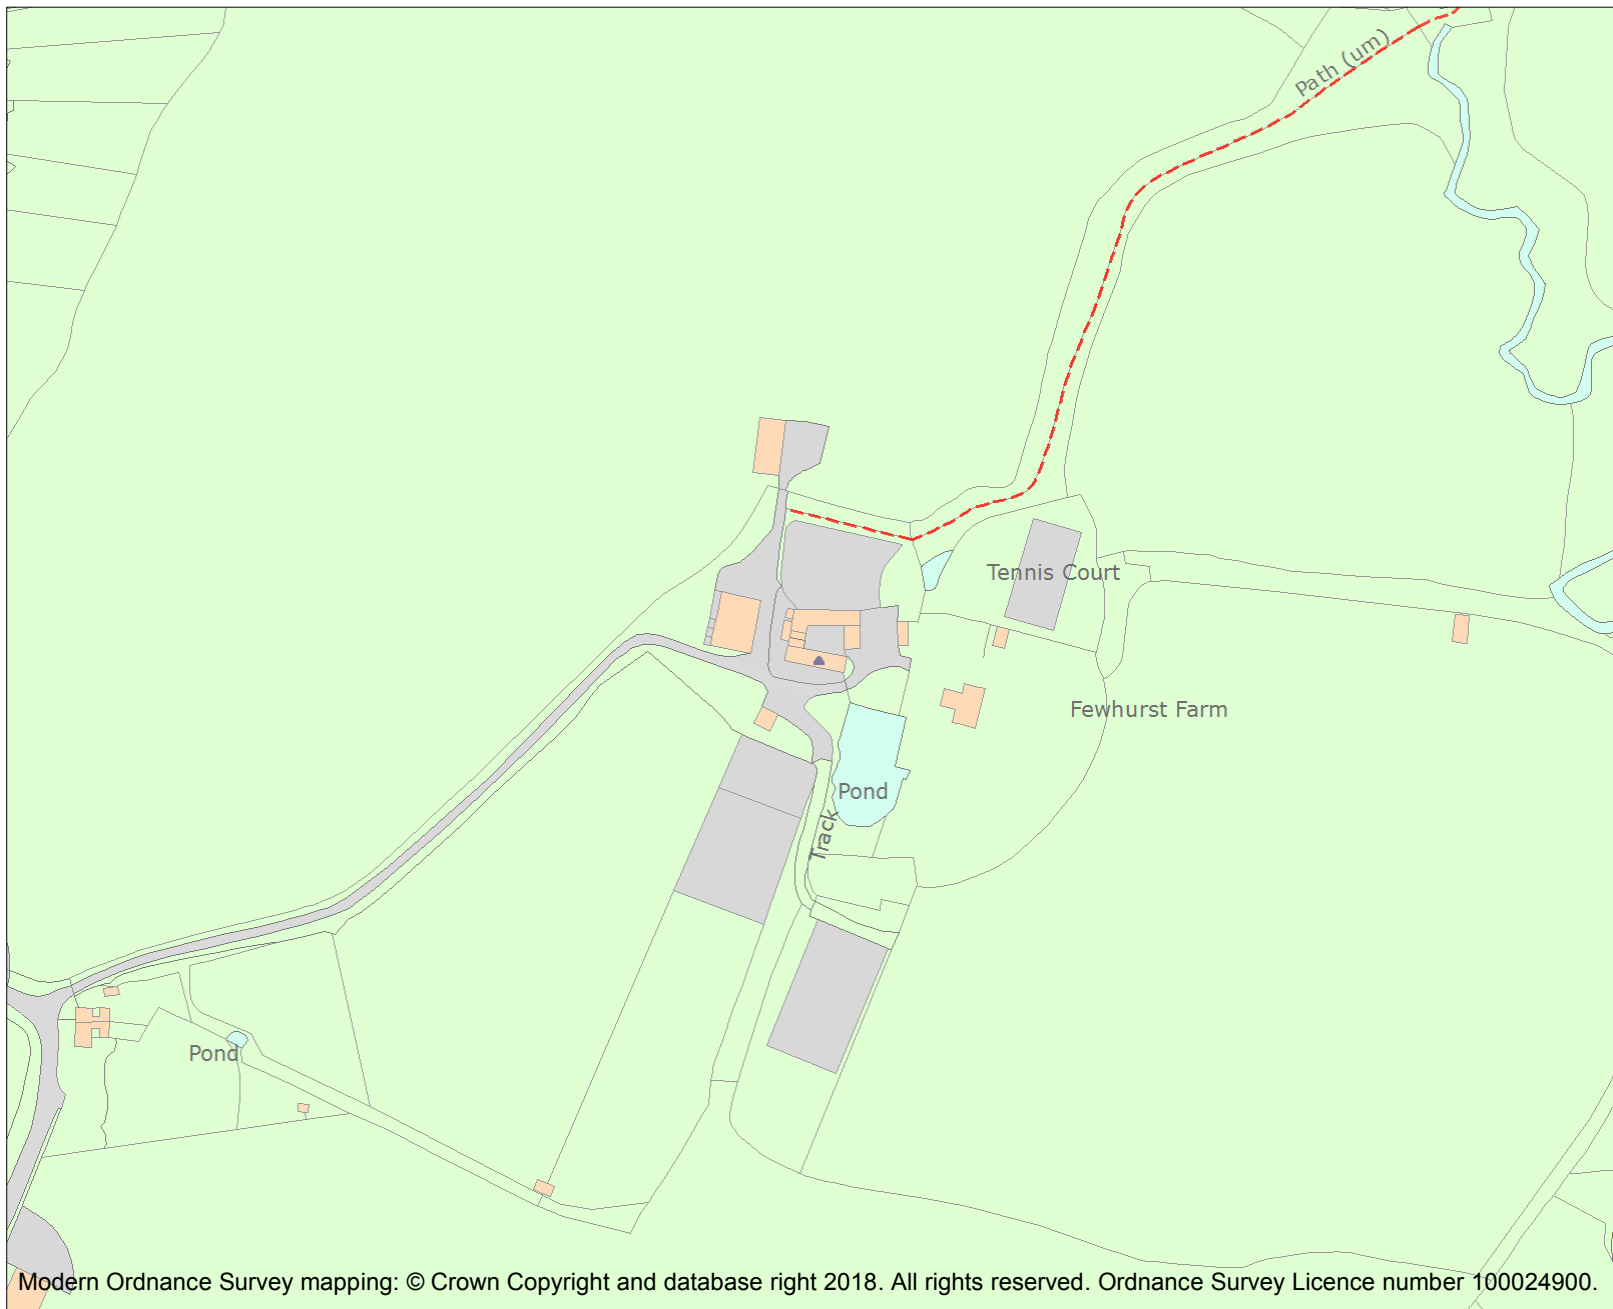 Path (um)
Tennis Court
Fewhurst Farm
Pond
Track
Pond
Modern Ordnance Survey mapping: © Crown Copyright and database right 2018. All rights reserved. Ordnance Survey Licence number 100024900.